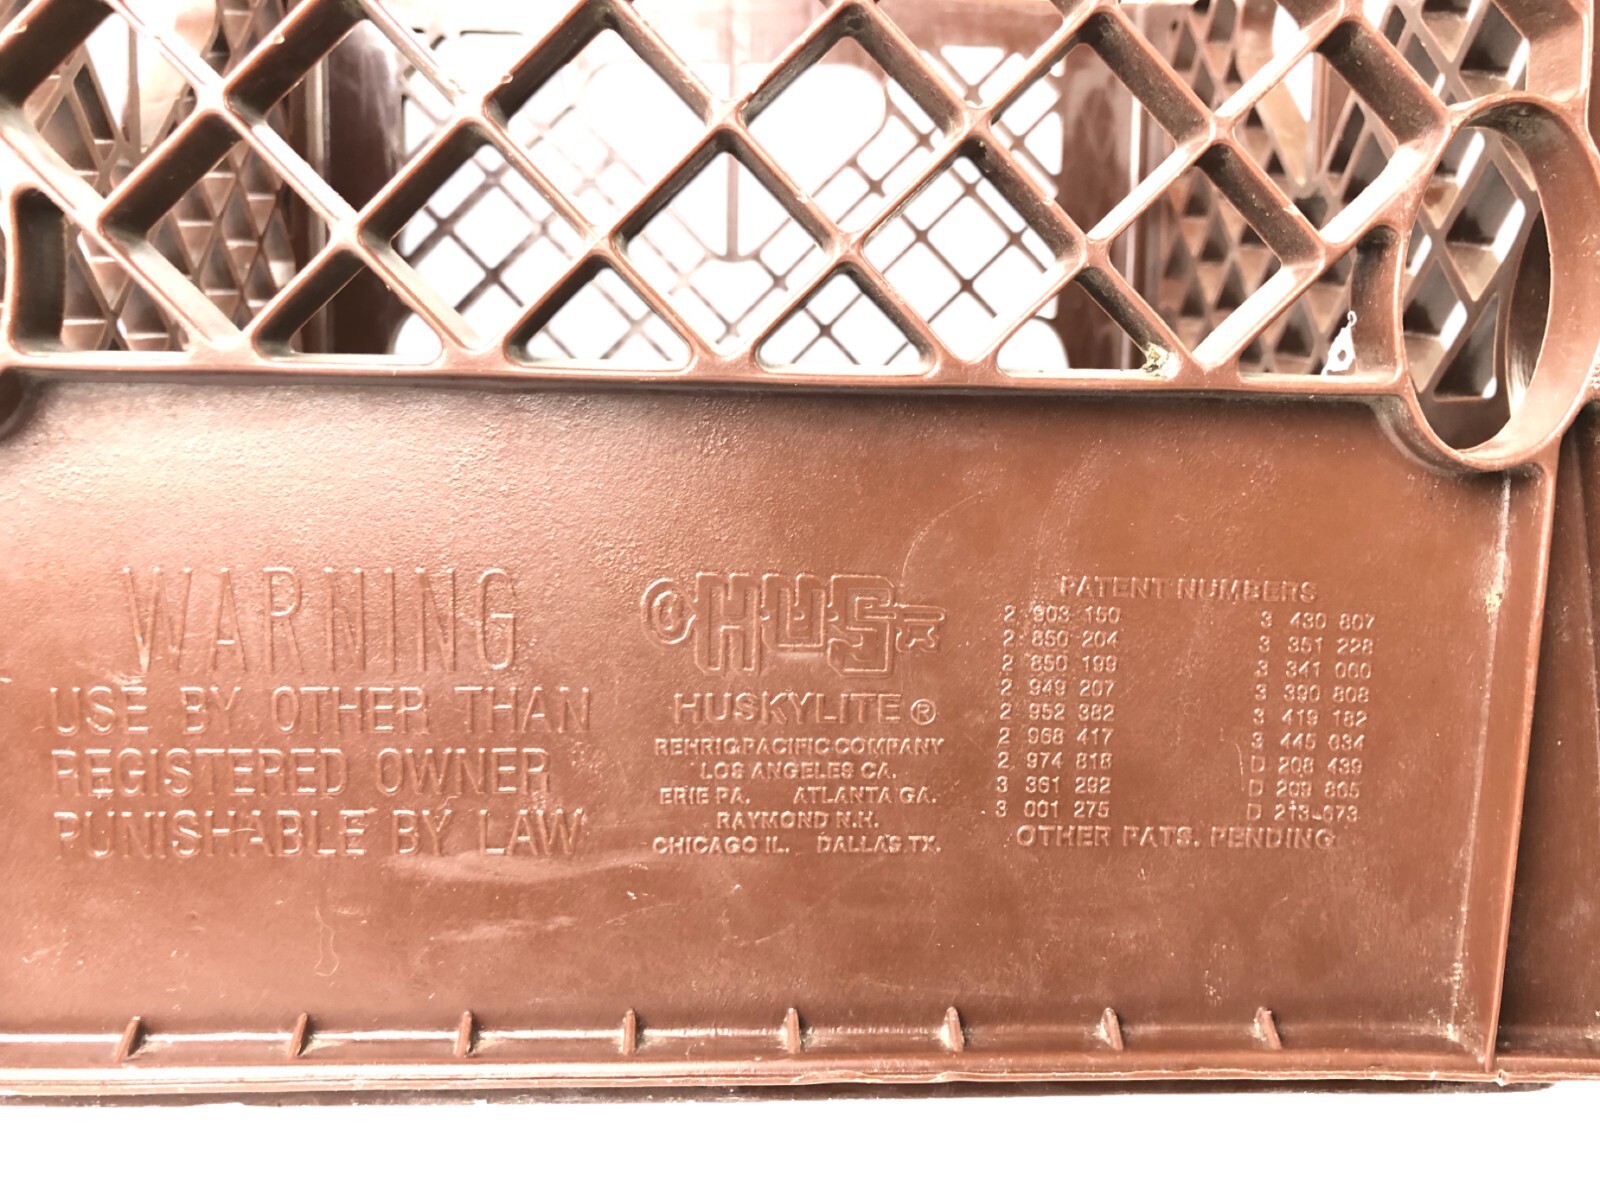 WARNING
USE BY OTHER THAN
REGISTERED OWNER
PUNISHABLE BY LAW
HUSKYLITE®
REHRIG PACIFIC COMPANY
LOS ANGELES CA.
ERIE PA. ATLANTA GA.
RAYMOND N.H.
CHICAGO IL. DALLAS TX.
PATENT NUMBERS
2 903 150 3 430 807
2 850 204 3 351 228
2 850 199 3 341 060
2 949 207 3 390 808
2 952 382 3 419 182
2 968 417 3 445 034
2 974 818 D 208 439
3 361 292 D 209 805
3 001 275 D 213-673
OTHER PATS. PENDING